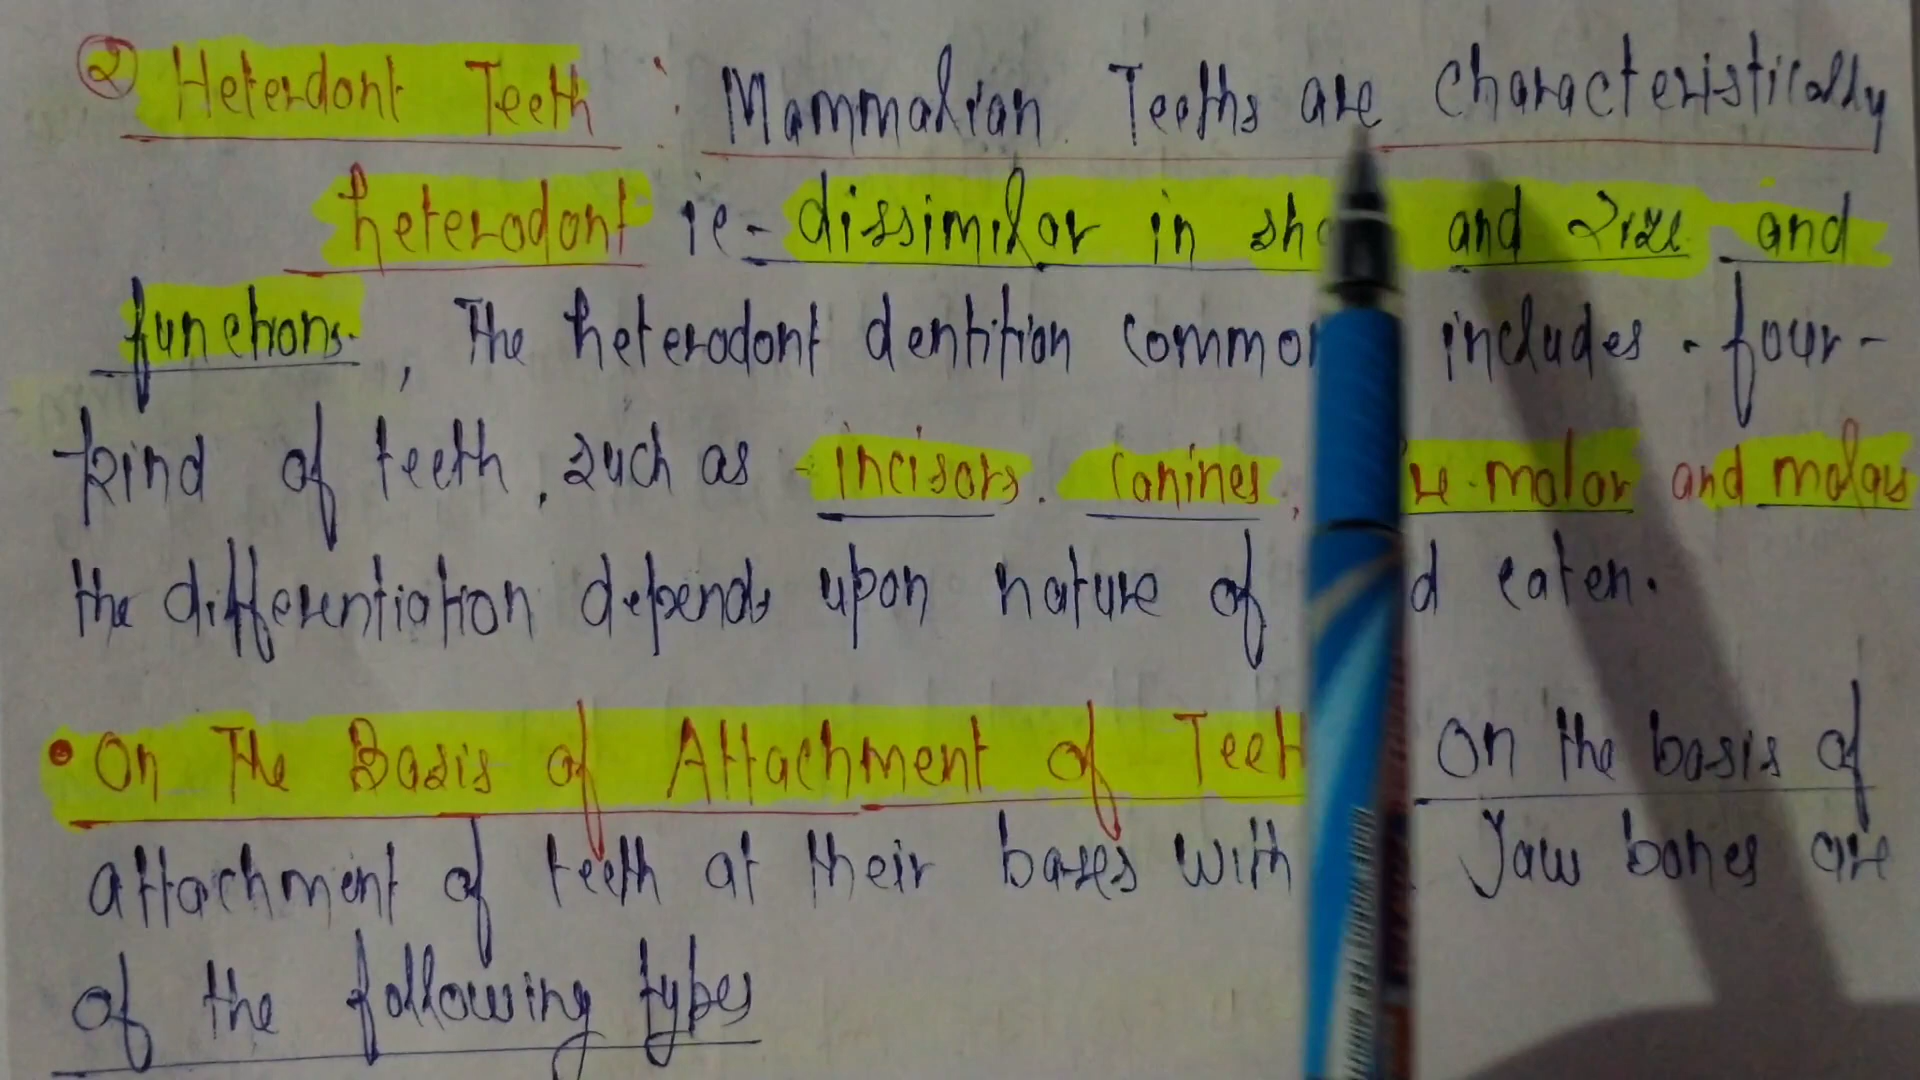 ② Heterdont Teeth : Mammalian Teeths are characteristically
heterodont ie- dissimilar in and Size and
functions. , The heterodont dentition includes - four-
kind of teeth, such as - incisors. Canines, molar and molars
the differentiation depends upon nature of eaten.
• On The Basis of Attachment of On the basis of
attachment of teeth at their bases with Jaw bones are
of the following types